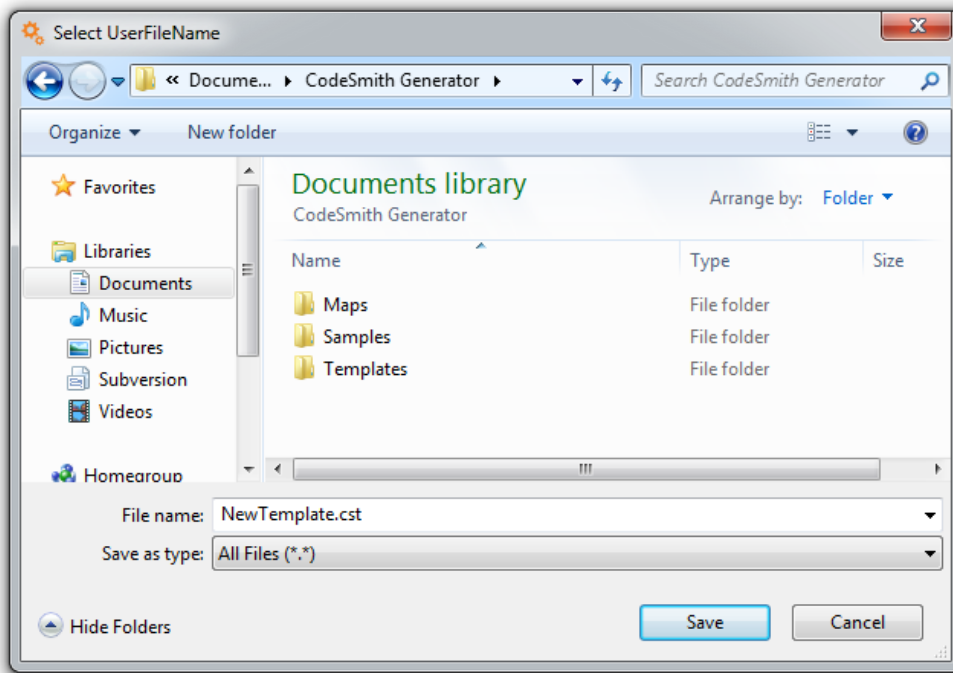 Select UserFileName
« Docume... CodeSmith Generator Search CodeSmith Generator
Organize New folder
Favorites
Libraries
Documents
Music
Pictures
Subversion
Videos
Homegroup
Documents library
CodeSmith Generator
Arrange by: Folder
Name Type Size
Maps File folder
Samples File folder
Templates File folder
File name: NewTemplate.cst
Save as type: All Files (*.*)
Hide Folders Save Cancel